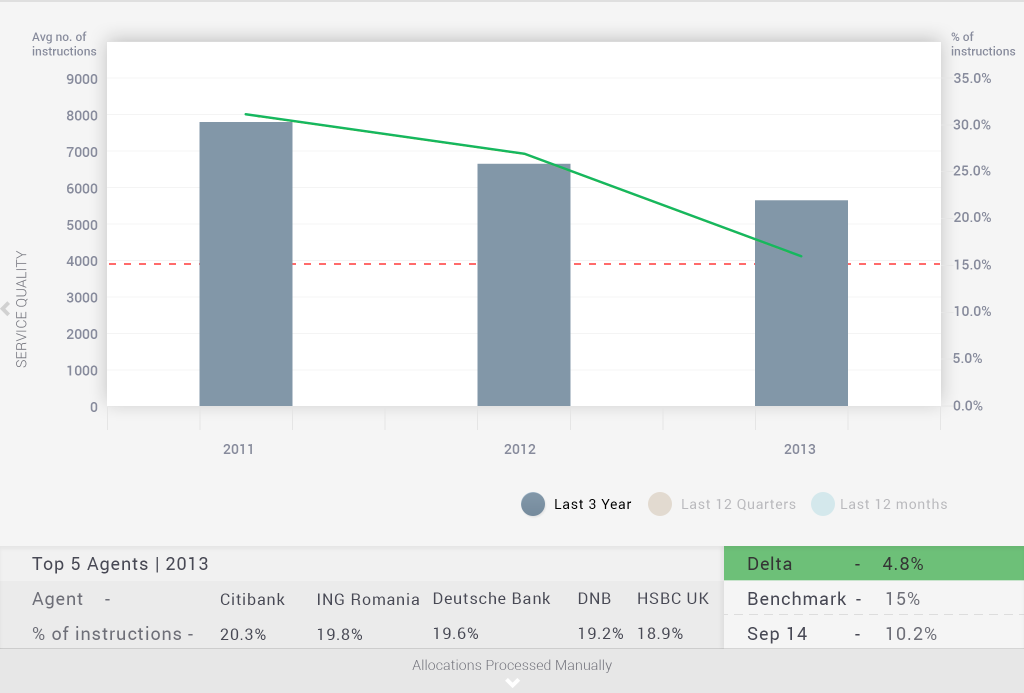 Avg no. of
instructions
% of
instructions
9000
8000
7000
6000
5000
4000
3000
2000
1000
0
35.0%
30.0%
25.0%
20.0%
15.0%
10.0%
5.0%
0.0%
SERVICE QUALITY
2011 2012 2013
Last 3 Year Last 12 Quarters Last 12 months
Top 5 Agents | 2013
Agent - Citibank ING Romania Deutsche Bank DNB HSBC UK
% of instructions - 20.3% 19.8% 19.6% 19.2% 18.9%
Delta - 4.8%
Benchmark - 15%
Sep 14 - 10.2%
Allocations Processed Manually